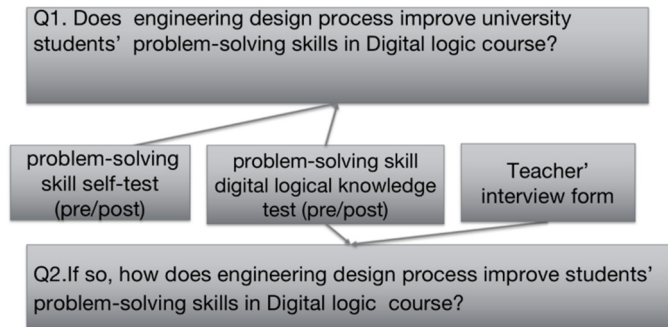 Q1. Does engineering design process improve university
students’ problem-solving skills in Digital logic course?
problem-solving
skill self-test
(pre/post)
problem-solving skill
digital logical knowledge
test (pre/post)
Teacher’
interview form
Q2.If so, how does engineering design process improve students’
problem-solving skills in Digital logic course?